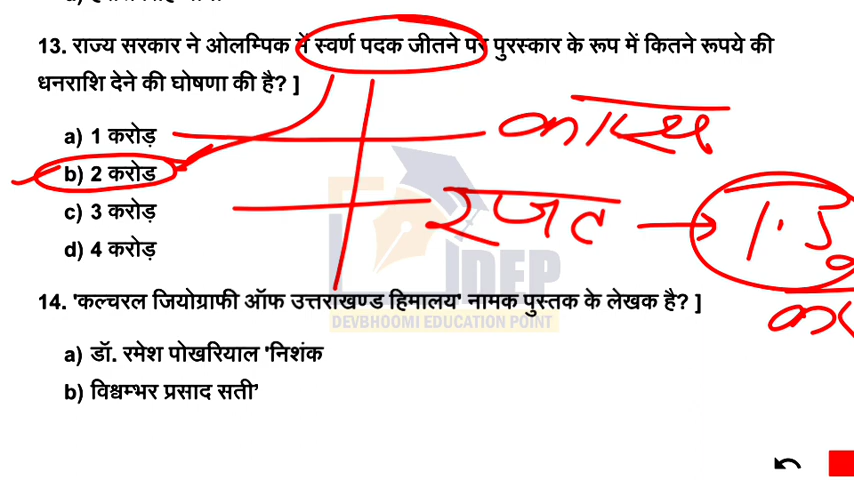 13. राज्य सरकार ने ओलम्पिक में स्वर्ण पदक जीतने पर पुरस्कार के रूप में कितने रूपये की
धनराशि देने की घोषणा की है? ]
a) 1 करोड़
कांस्य
b) 2 करोड
c) 3 करोड़
रजत → 1.5
d) 4 करोड़
DEP
14. 'कल्चरल जियोग्राफी ऑफ उत्तराखण्ड हिमालय' नामक पुस्तक के लेखक है? ]
DEVBHOOMI EDUCATION POINT
a) डॉ. रमेश पोखरियाल 'निशंक
b) विश्वम्भर प्रसाद सती'